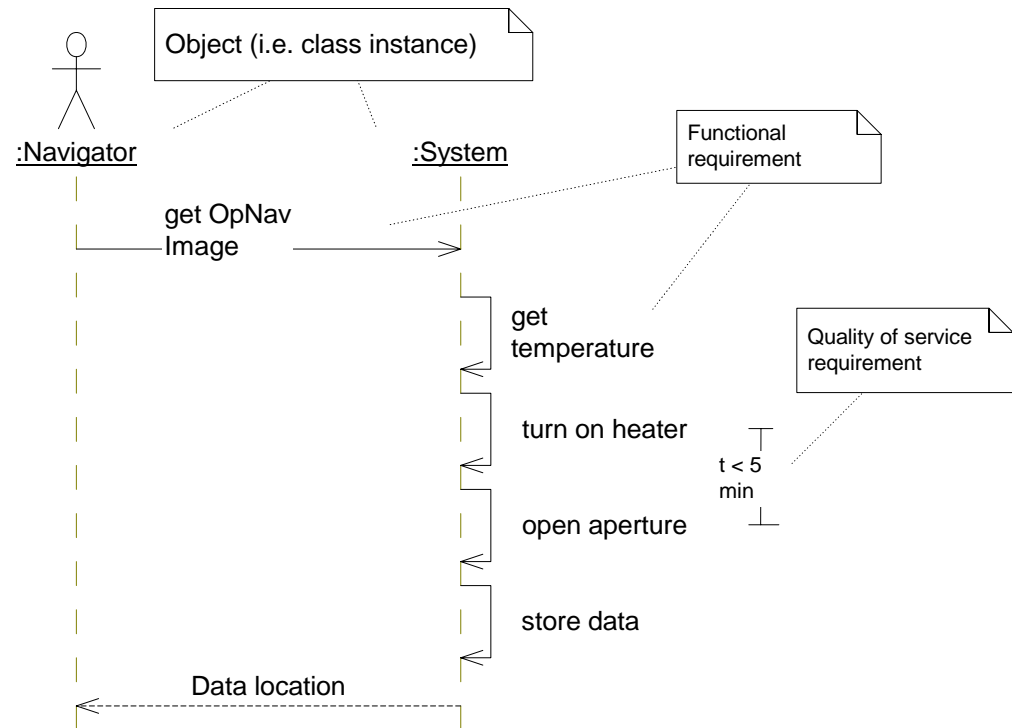 Object (i.e. class instance)
:Navigator
:System
Functional
requirement
get OpNav
Image
get
temperature
Quality of service
requirement
turn on heater
t < 5
min
open aperture
store data
Data location